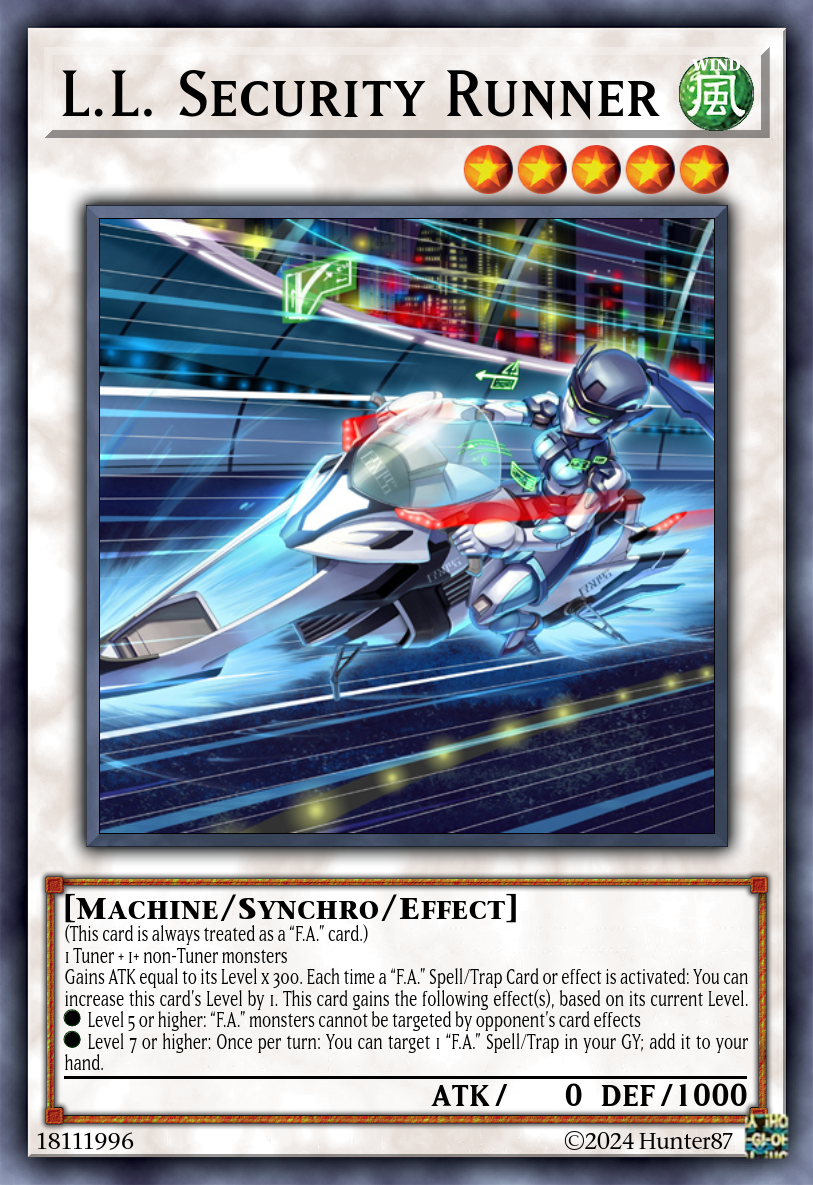 L.L. Security Runner
WIND
風
[Machine/Synchro/Effect]
(This card is always treated as a “F.A.” card.)
1 Tuner + 1+ non-Tuner monsters
Gains ATK equal to its Level x 300. Each time a “F.A.” Spell/Trap Card or effect is activated: You can
increase this card’s Level by 1. This card gains the following effect(s), based on its current Level.
● Level 5 or higher: “F.A.” monsters cannot be targeted by opponent’s card effects
● Level 7 or higher: Once per turn: You can target 1 “F.A.” Spell/Trap in your GY; add it to your
hand.
ATK/ 0 DEF/1000
18111996 ©2024 Hunter87